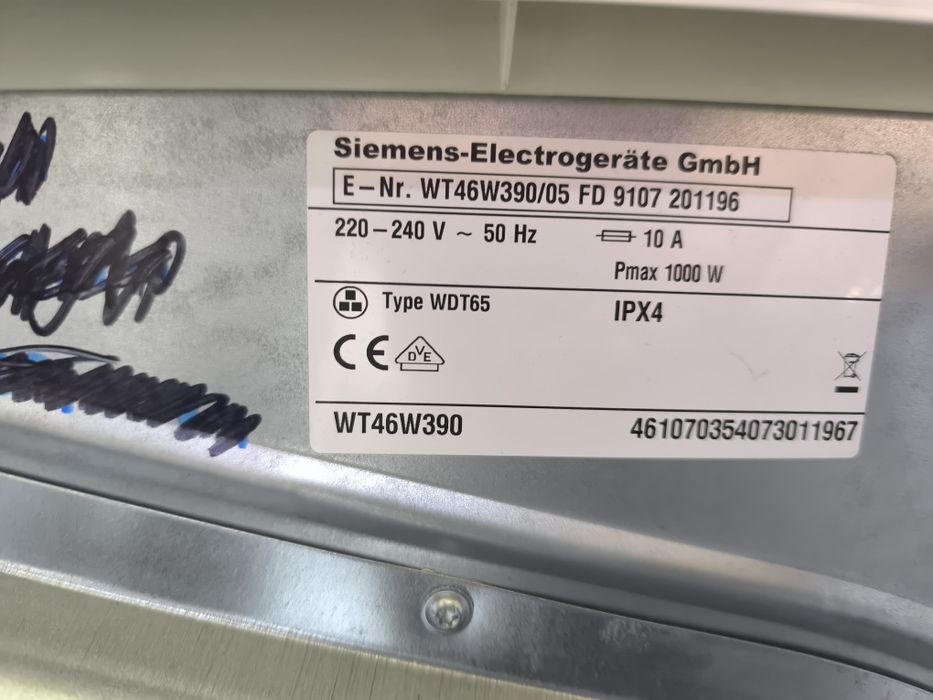 Siemens-Electrogeräte GmbH
E-Nr. WT46W390/05 FD 9107 201196
220-240 V ~ 50 Hz 10 A
Pmax 1000 W
Type WDT65 IPX4
CE DVE
WT46W390 461070354073011967